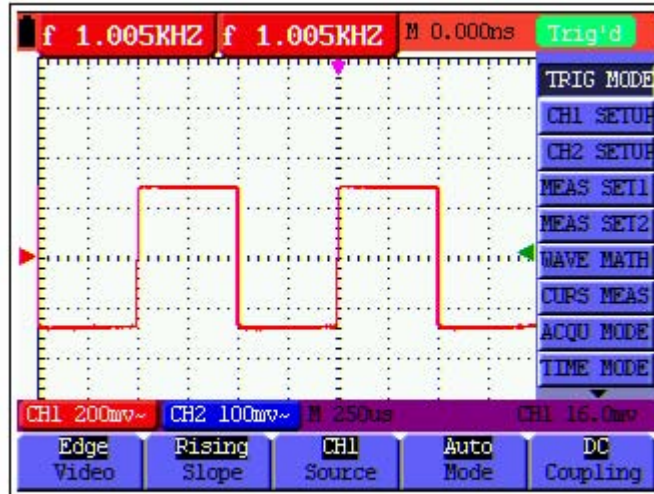 f 1.005KHZ f 1.005KHZ M 0.000ns Trig'd
TRIG MODE
CH1 SETUP
CH2 SETUP
MEAS SET1
MEAS SET2
WAVE MATH
CURS MEAS
ACQU MODE
TIME MODE
CH1 200mv~ CH2 100mv~ M 250us CH1 16.0mv
Edge Rising CH1 Auto DC
Video Slope Source Mode Coupling